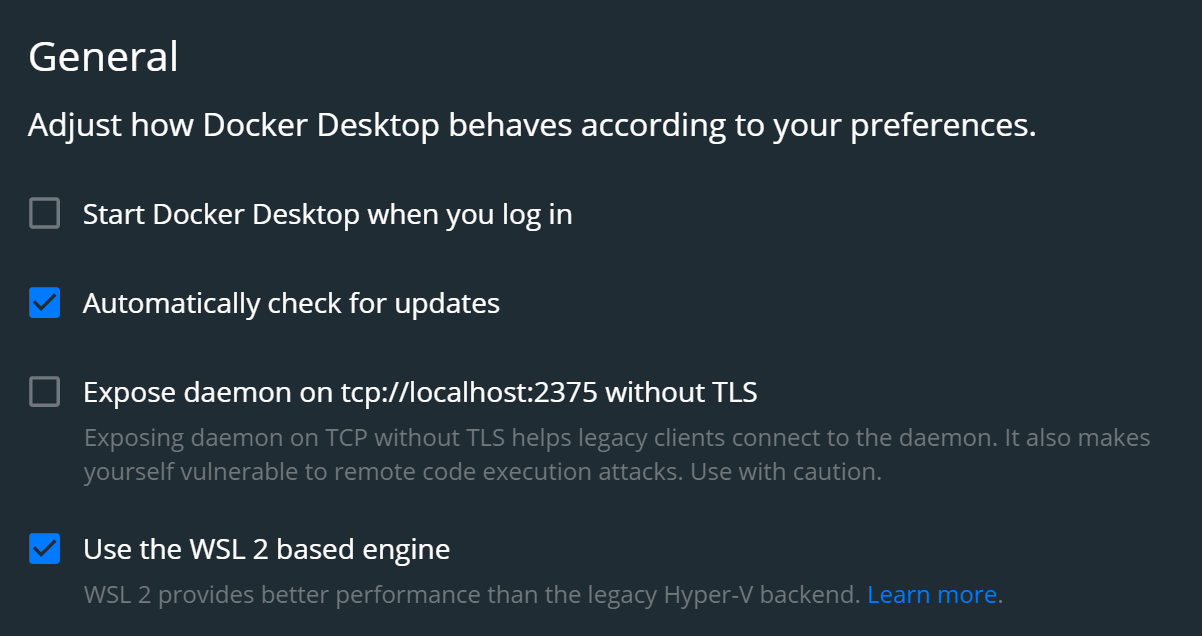 General
Adjust how Docker Desktop behaves according to your preferences.
Start Docker Desktop when you log in
Automatically check for updates
Expose daemon on tcp://localhost:2375 without TLS
Exposing daemon on TCP without TLS helps legacy clients connect to the daemon. It also makes
yourself vulnerable to remote code execution attacks. Use with caution.
Use the WSL 2 based engine
WSL 2 provides better performance than the legacy Hyper-V backend. Learn more.